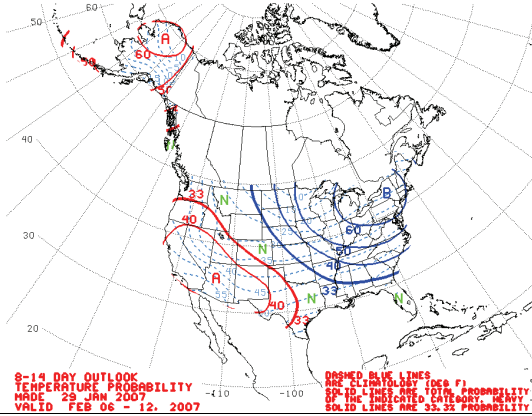 50
60
A
60
40
30
20
33
40
A
N
N
N
N
N
B
60
50
40
33
40
33
8-14 DAY OUTLOOK
TEMPERATURE PROBABILITY
MADE 29 JAN 2007
VALID FEB 06 - 12, 2007
-110
-100
DASHED BLUE LINES
ARE CLIMATOLOGY (DEG F)
SOLID LINES ARE TOTAL PROBABILITY
OF THE INDICATED CATEGORY, HEAVY
SOLID LINES ARE 33.3% PROBABILITY